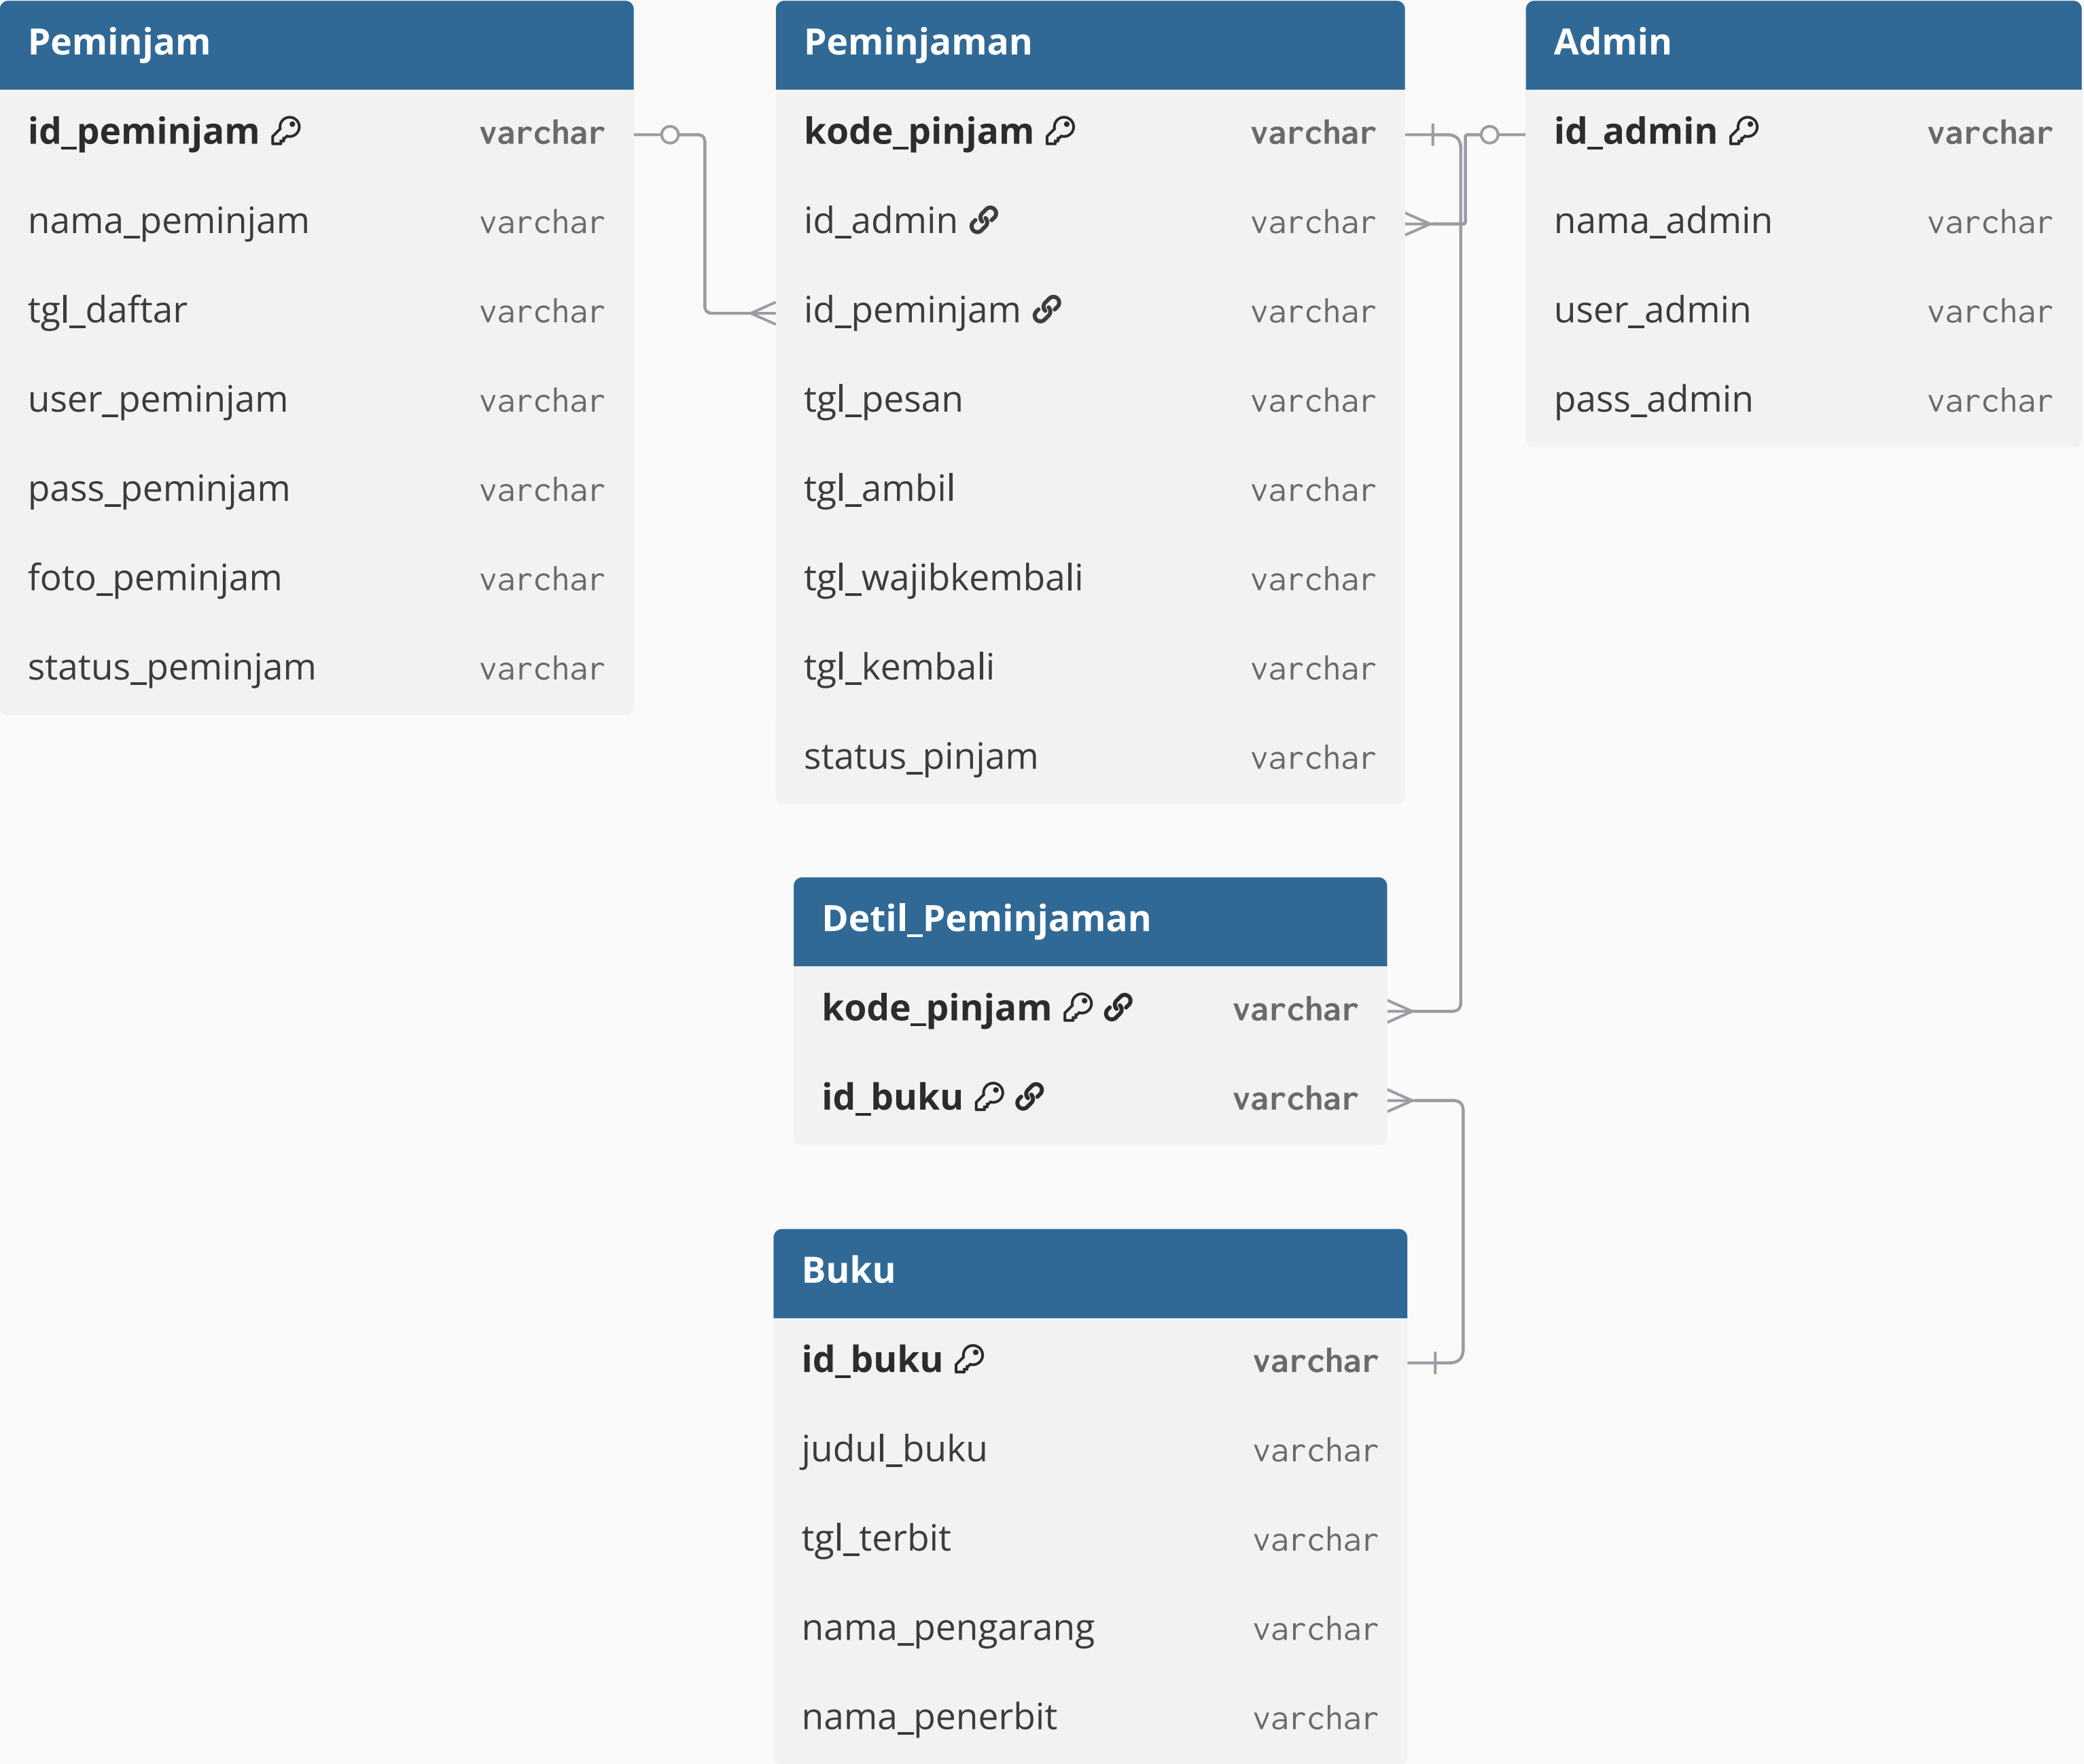 Peminjam
id_peminjam varchar
nama_peminjam varchar
tgl_daftar varchar
user_peminjam varchar
pass_peminjam varchar
foto_peminjam varchar
status_peminjam varchar
Peminjaman
kode_pinjam varchar
id_admin varchar
id_peminjam varchar
tgl_pesan varchar
tgl_ambil varchar
tgl_wajibkembali varchar
tgl_kembali varchar
status_pinjam varchar
Admin
id_admin varchar
nama_admin varchar
user_admin varchar
pass_admin varchar
Detil_Peminjaman
kode_pinjam varchar
id_buku varchar
Buku
id_buku varchar
judul_buku varchar
tgl_terbit varchar
nama_pengarang varchar
nama_penerbit varchar